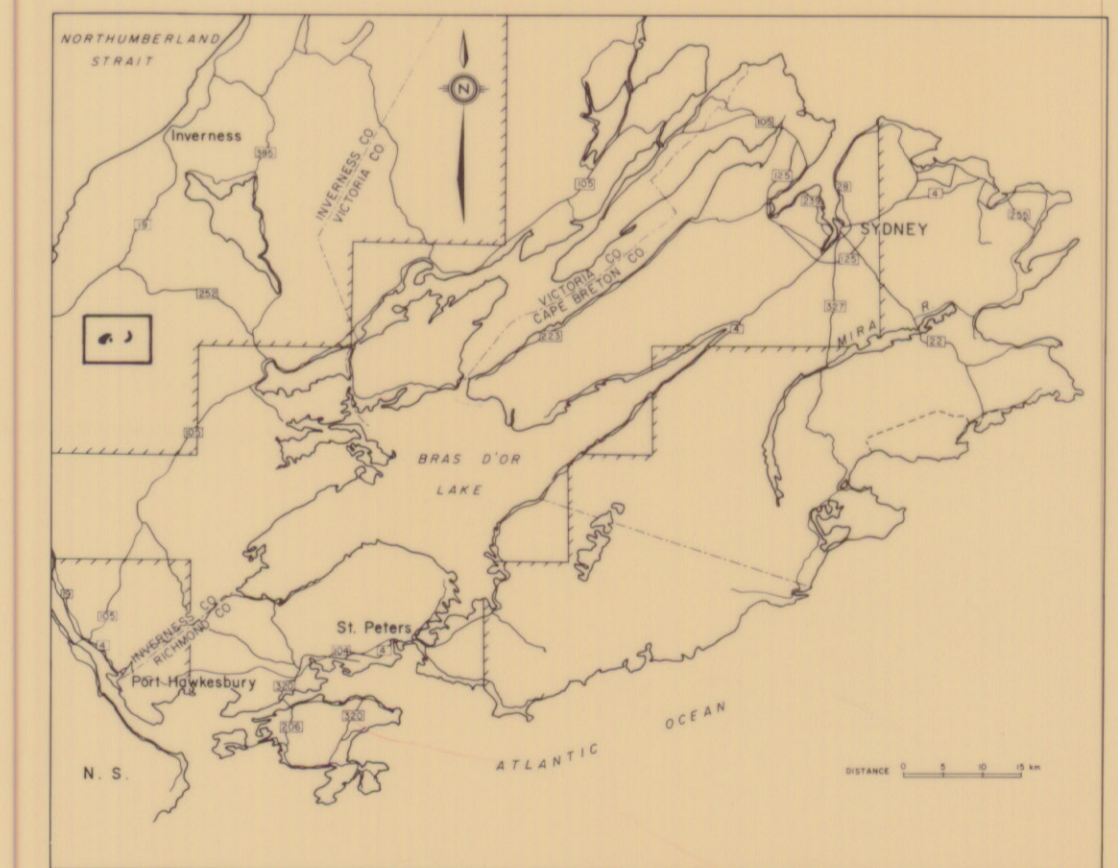 NORTHUMBERLAND
STRAIT
N
Inverness
395
INVERNESS CO
VICTORIA CO
105
105
125
28
239
4
255
SYDNEY
19
125
252
VICTORIA CO
CAPE BRETON CO
223
4
327
MIRA R
22
105
BRAS D'OR
LAKE
105
4
INVERNESS CO
RICHMOND CO
St. Peters
104
4
Port Hawkesbury
320
206
320
ATLANTIC OCEAN
N. S.
DISTANCE 0 5 10 15 km